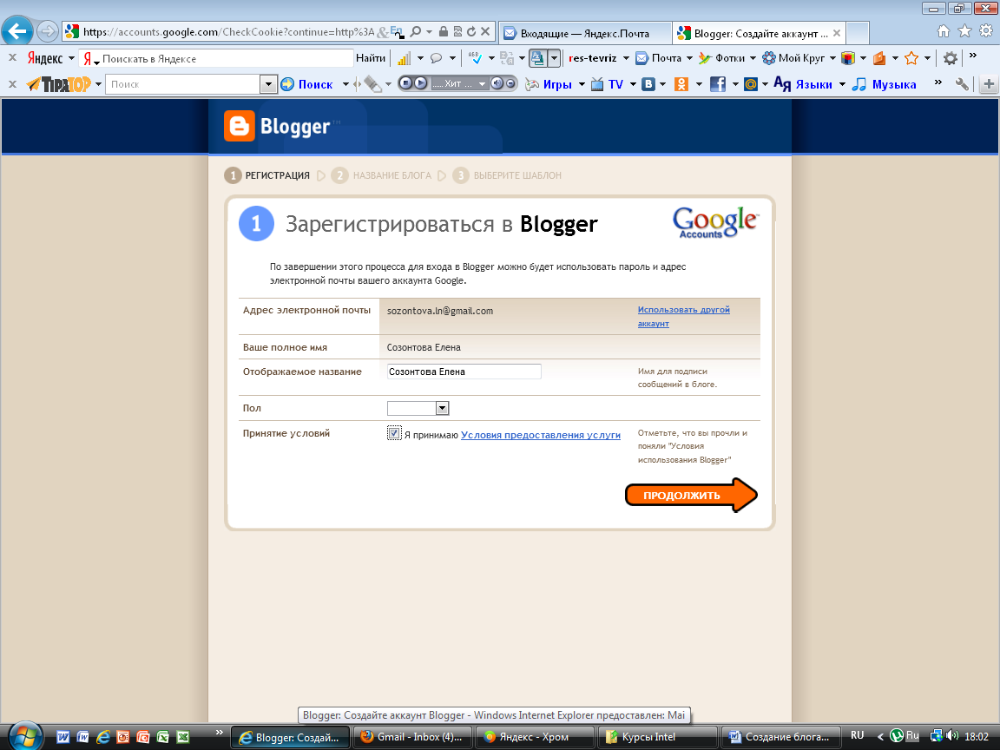 https://accounts.google.com/CheckCookie?continue=http%3A
Входящие — Яндекс.Почта
Blogger: Создайте аккаунт ...
Яндекс
Я
Поискать в Яндексе
Найти
res-tevriz
Почта
Фотки
Мой Круг
»
ТІРАТОР
Поиск
Поиск
..... Хит ...
Игры
TV
Языки
Музыка
»
Blogger™
1 РЕГИСТРАЦИЯ 2 НАЗВАНИЕ БЛОГА 3 ВЫБЕРИТЕ ШАБЛОН
1 Зарегистрироваться в Blogger
Google
Accounts
По завершении этого процесса для входа в Blogger можно будет использовать пароль и адрес
электронной почты вашего аккаунта Google.
Адрес электронной почты sozontova.ln@gmail.com Использовать другой
аккаунт
Ваше полное имя Созонтова Елена
Отображаемое название Созонтова Елена Имя для подписи
сообщений в блоге.
Пол
Принятие условий Я принимаю Условия предоставления услуги Отметьте, что вы прочли и
поняли "Условия
использования Blogger"
ПРОДОЛЖИТЬ
Blogger: Создайте аккаунт Blogger - Windows Internet Explorer предоставлен: Mai
»
Blogger: Создай...
Gmail - Inbox (4)...
Яндекс - Хром
Курсы Intel
Создание блога...
RU
Ru
18:02